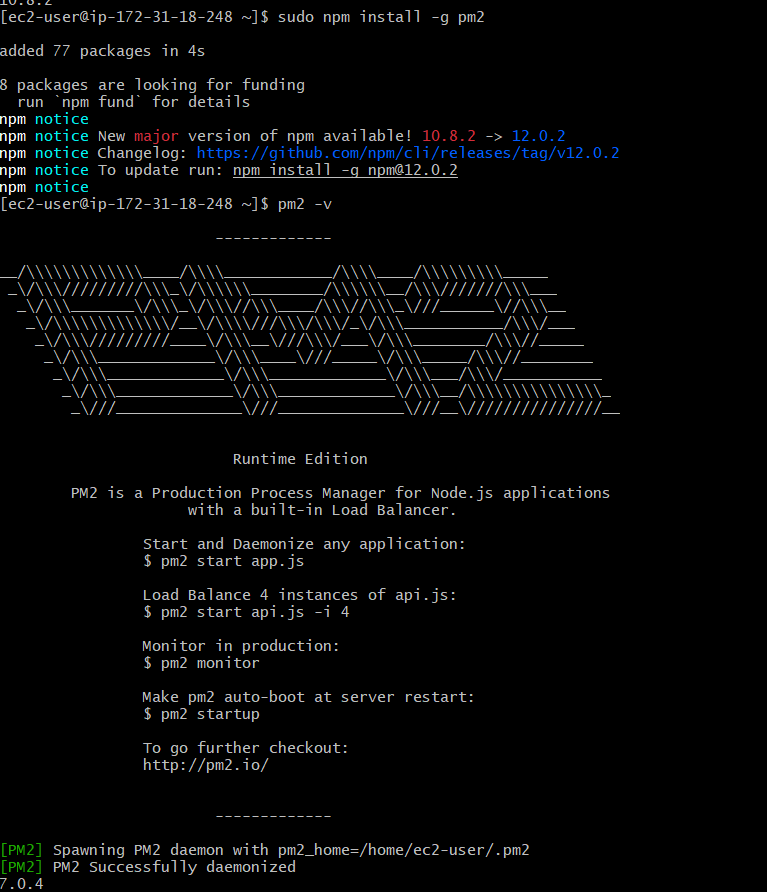 10.8.2
[ec2-user@ip-172-31-18-248 ~]$ sudo npm install -g pm2
added 77 packages in 4s
8 packages are looking for funding
  run `npm fund` for details
npm notice
npm notice New major version of npm available! 10.8.2 -> 12.0.2
npm notice Changelog: https://github.com/npm/cli/releases/tag/v12.0.2
npm notice To update run: npm install -g npm@12.0.2
npm notice
[ec2-user@ip-172-31-18-248 ~]$ pm2 -v
-------------
__/\\\\\\\\\\\\\____/\\\\____________/\\\\____/\\\\\\\\\_____
 _\/\\\/////////\\\_\/\\\\\\________/\\\\\\__/\\\///////\\\___
  _\/\\\_______\/\\\_\/\\\//\\\____/\\\//\\\_\///______\//\\\__
   _\/\\\\\\\\\\\\\/__\/\\\\///\\\/\\\/_\/\\\___________/\\\/___
    _\/\\\/////////____\/\\\__\///\\\/___\/\\\________/\\\//_____
     _\/\\\_____________\/\\\____\///_____\/\\\_____/\\\//________
      _\/\\\_____________\/\\\_____________\/\\\___/\\\/___________
       _\/\\\_____________\/\\\_____________\/\\\__/\\\\\\\\\\\\\\\_
        _\///______________\///______________\///__\///////////////__
Runtime Edition
PM2 is a Production Process Manager for Node.js applications
with a built-in Load Balancer.
Start and Daemonize any application:
$ pm2 start app.js
Load Balance 4 instances of api.js:
$ pm2 start api.js -i 4
Monitor in production:
$ pm2 monitor
Make pm2 auto-boot at server restart:
$ pm2 startup
To go further checkout:
http://pm2.io/
-------------
[PM2] Spawning PM2 daemon with pm2_home=/home/ec2-user/.pm2
[PM2] PM2 Successfully daemonized
7.0.4